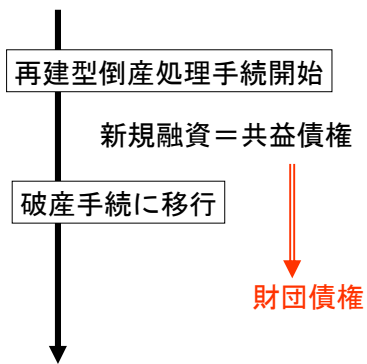 再建型倒産処理手続開始
新規融資＝共益債権
破産手続に移行
財団債権